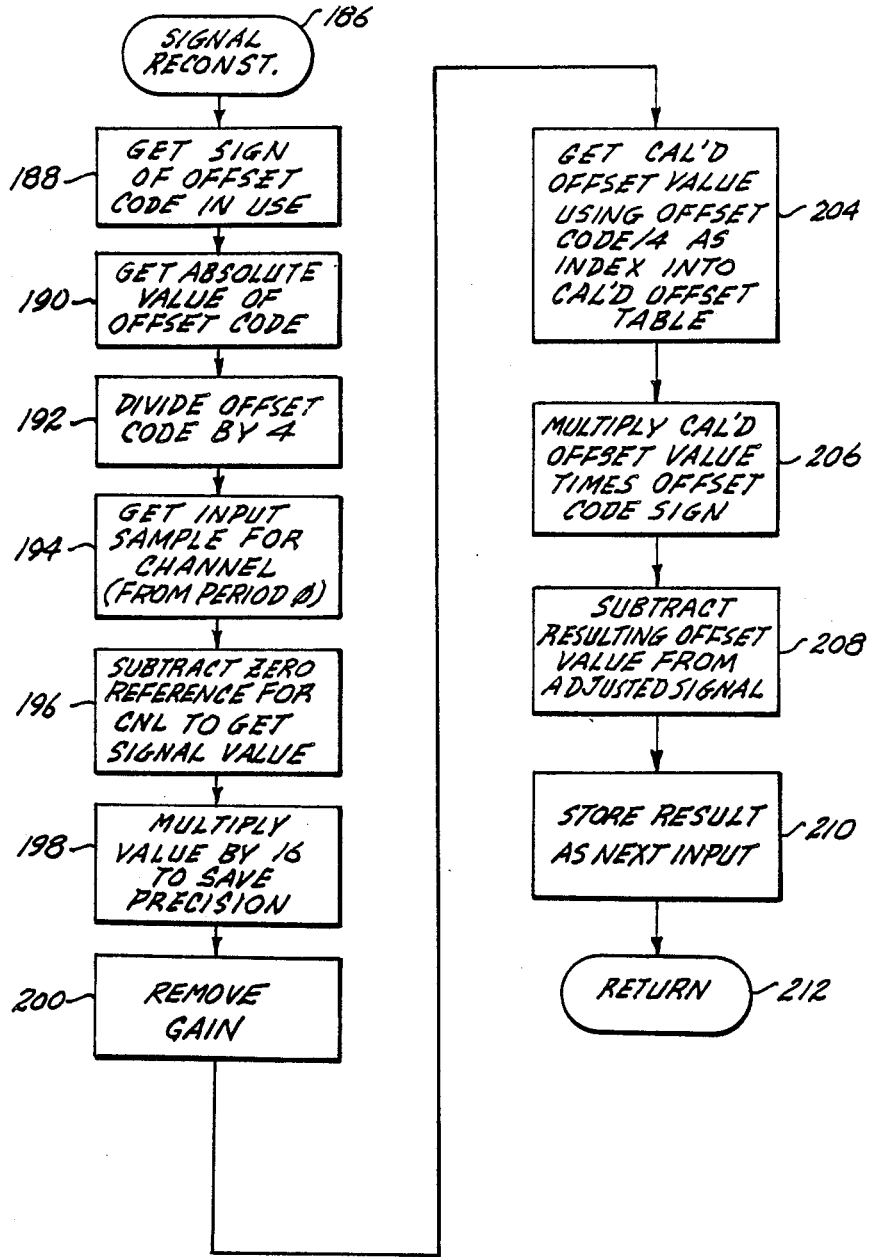 186
SIGNAL
RECONST.
188
GET SIGN
OF OFFSET
CODE IN USE
190
GET ABSOLUTE
VALUE OF
OFFSET CODE
192
DIVIDE OFFSET
CODE BY 4
194
GET INPUT
SAMPLE FOR
CHANNEL
(FROM PERIOD Ø)
196
SUBTRACT ZERO
REFERENCE FOR
CNL TO GET
SIGNAL VALUE
198
MULTIPLY
VALUE BY 16
TO SAVE
PRECISION
200
REMOVE
GAIN
GET CAL'D
OFFSET VALUE
USING OFFSET
CODE/4 AS
INDEX INTO
CAL'D OFFSET
TABLE
204
MULTIPLY CAL'D
OFFSET VALUE
TIMES OFFSET
CODE SIGN
206
SUBTRACT
RESULTING OFFSET
VALUE FROM
ADJUSTED SIGNAL
208
STORE RESULT
AS NEXT INPUT
210
RETURN
212